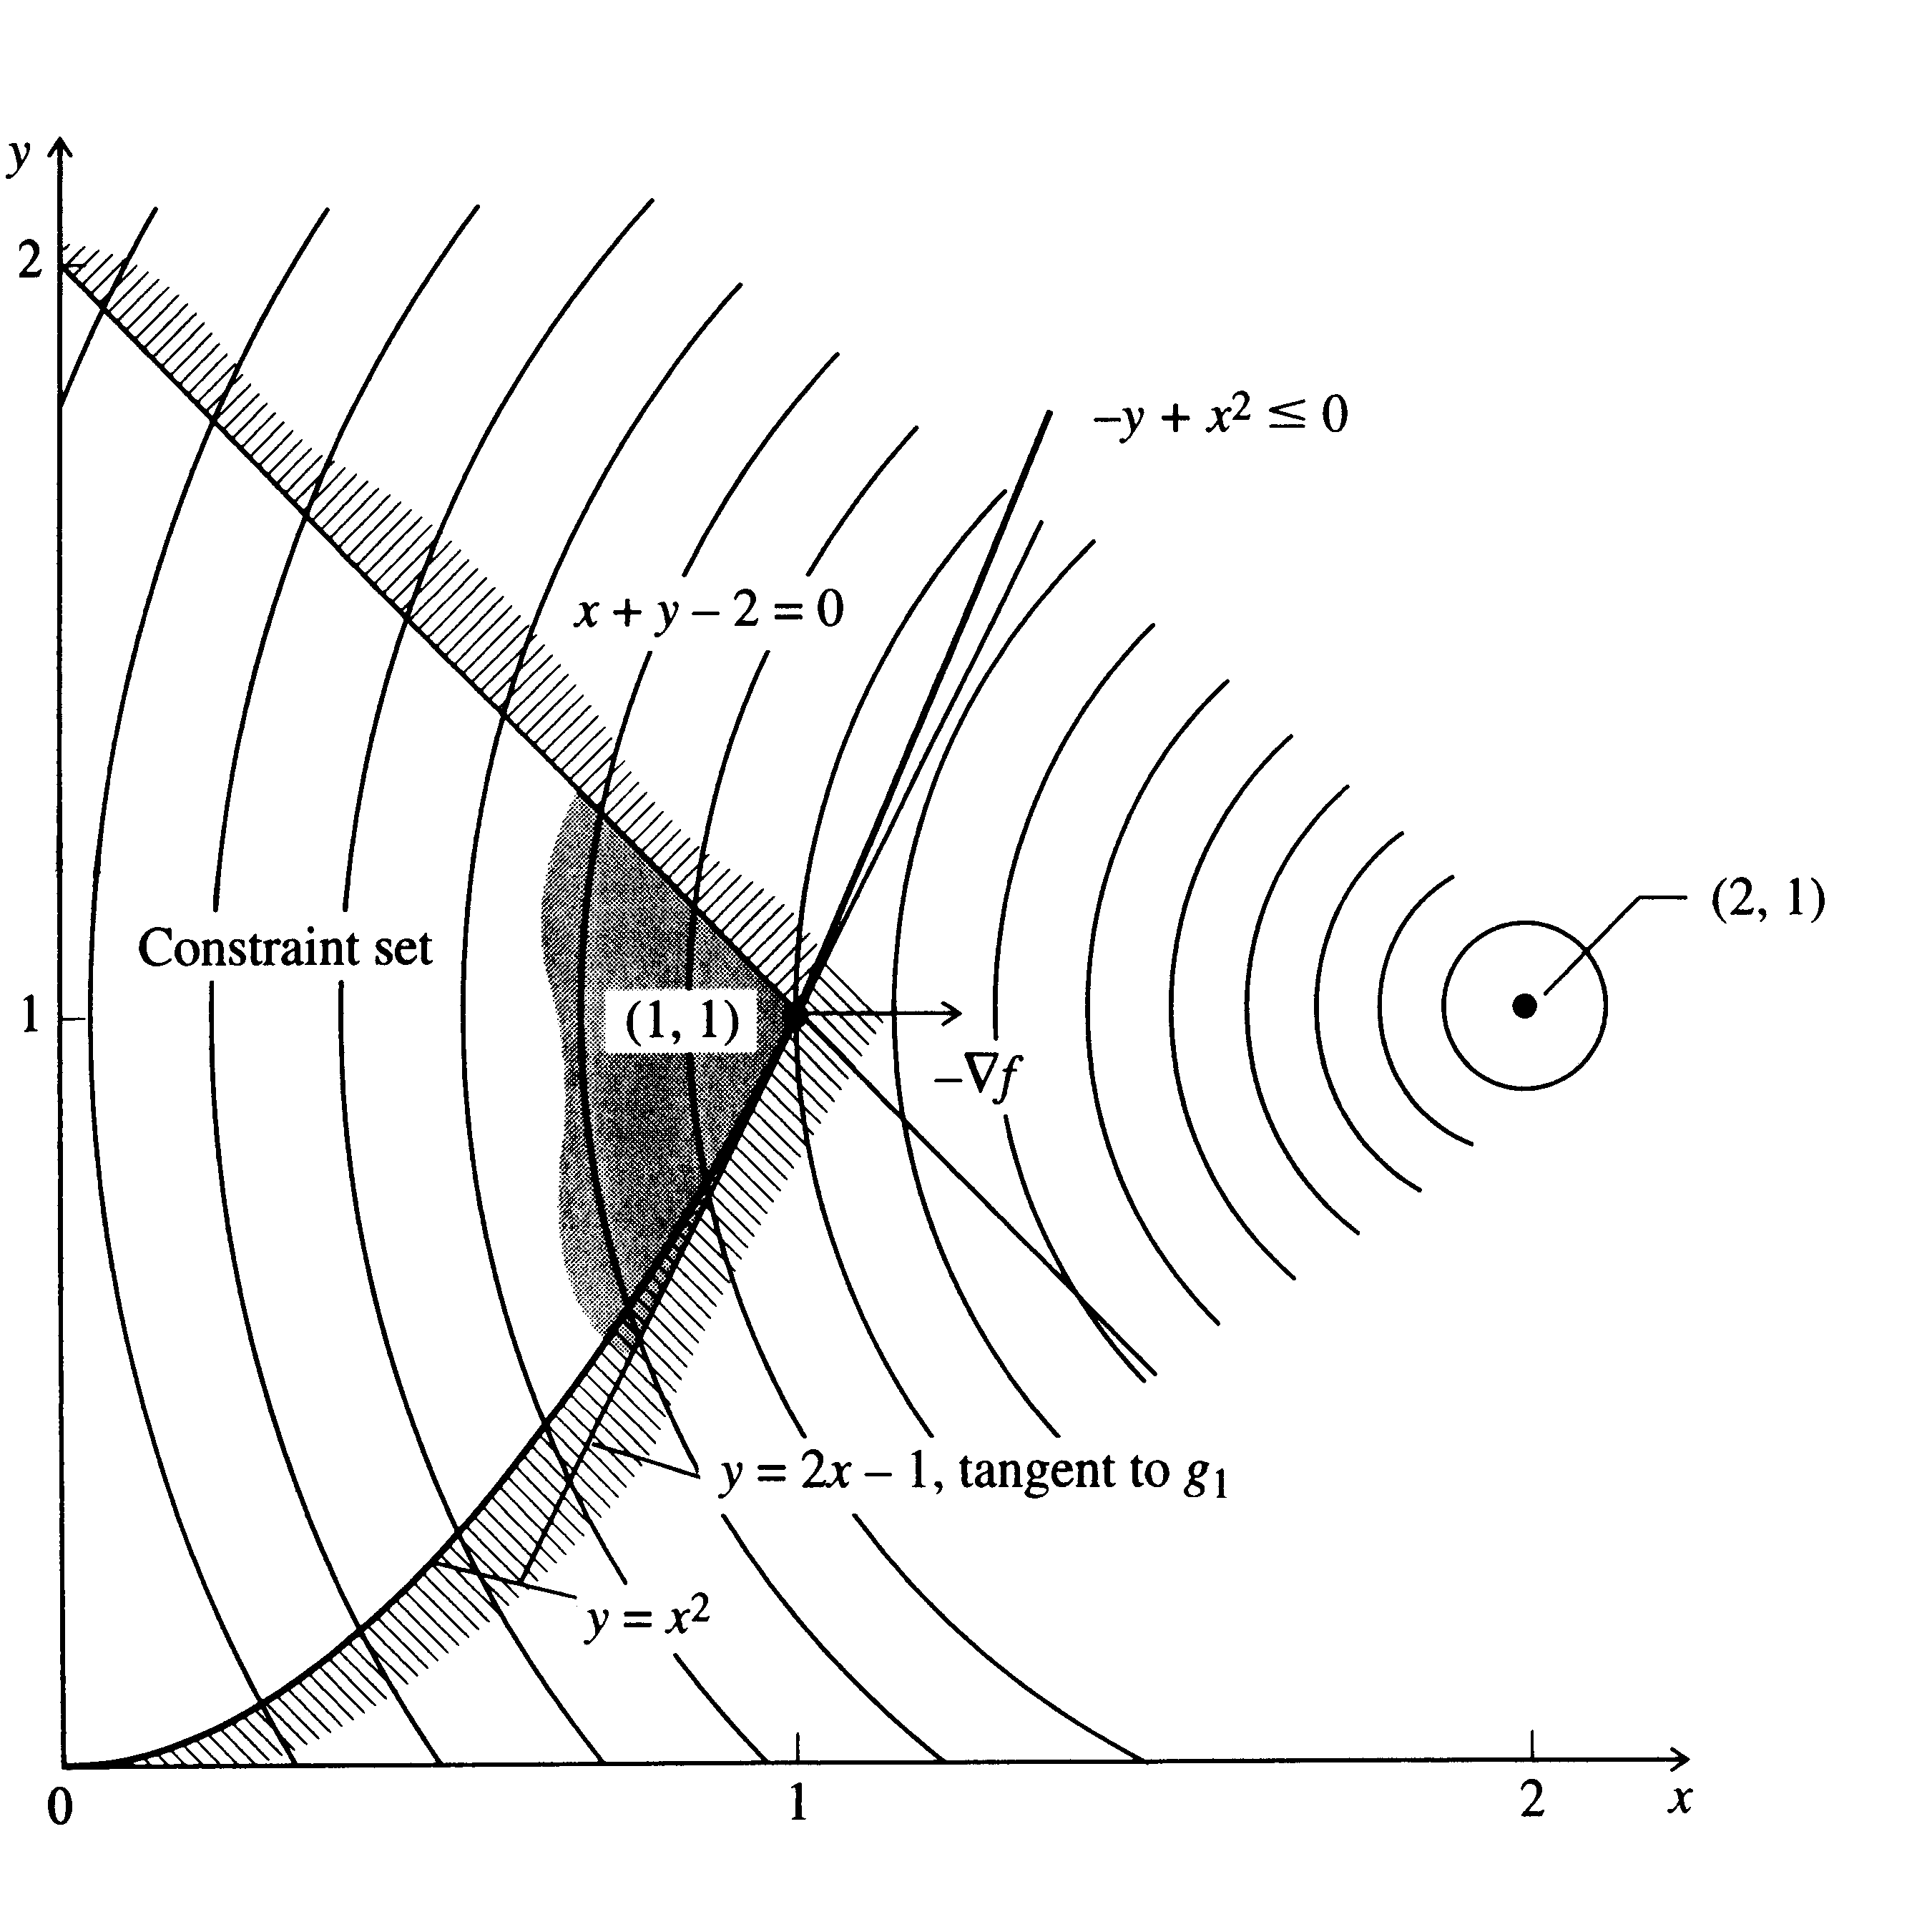 y
2
–y + x² ≤ 0
x + y – 2 = 0
(2, 1)
Constraint set
1
(1, 1)
–∇f
y = 2x – 1, tangent to g₁
y = x²
0
1
2
x